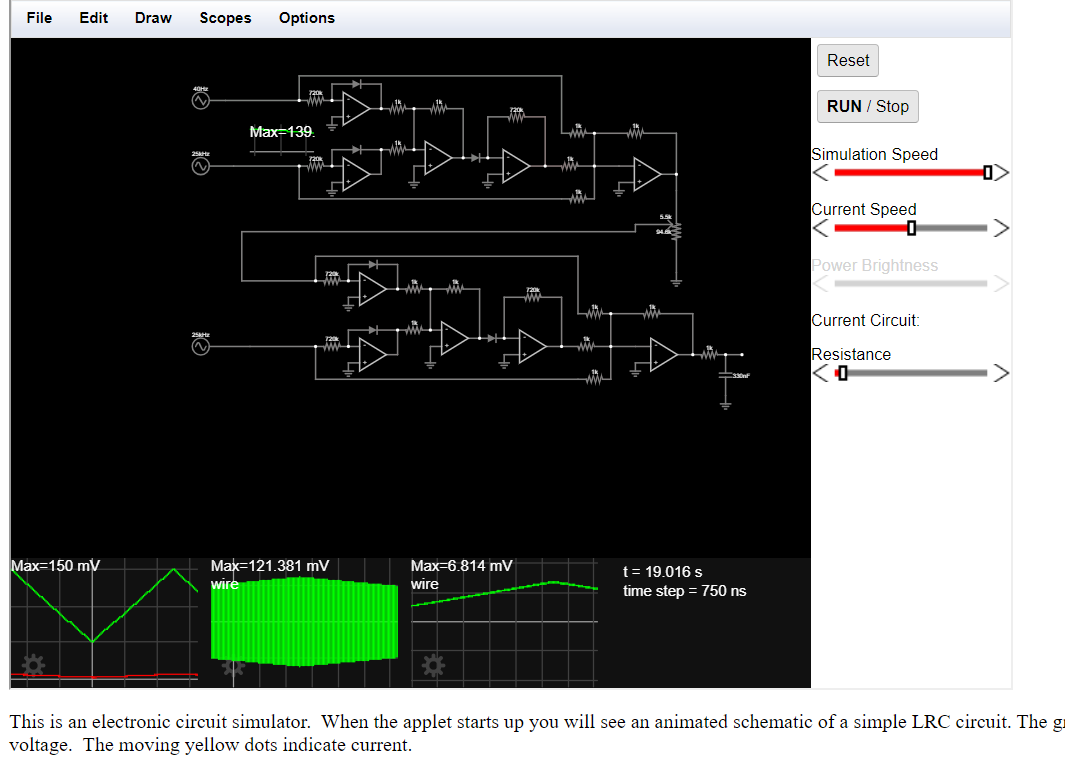 File Edit Draw Scopes Options
Reset
RUN / Stop
Simulation Speed
Current Speed
Power Brightness
Current Circuit:
Resistance
40Hz
720k
1k
1k
720k
1k
1k
Max=139.
25kHz
720k
1k
1k
1k
5.5k
94.6k
720k
1k
1k
720k
1k
1k
25kHz
720k
1k
1k
1k
330nF
1k
Max=150 mV
Max=121.381 mV
wire
Max=6.814 mV
wire
t = 19.016 s
time step = 750 ns
This is an electronic circuit simulator. When the applet starts up you will see an animated schematic of a simple LRC circuit. The
voltage. The moving yellow dots indicate current.